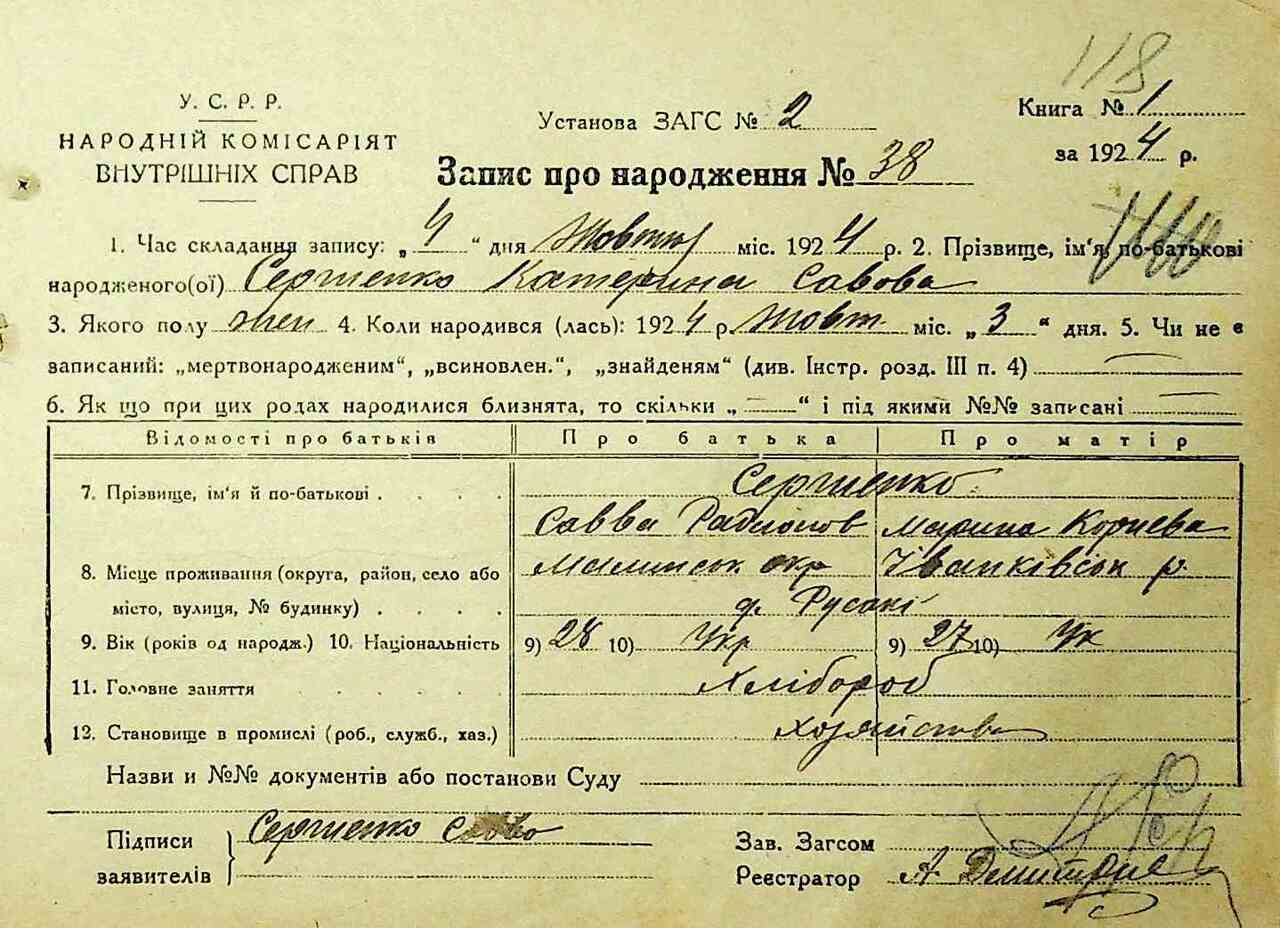 118
У. С. Р. Р.
НАРОДНІЙ КОМІСАРІЯТ
ВНУТРІШНІХ СПРАВ
Установа ЗАГС № 2
Книга № 1
за 1924 р.
Запис про народження № 38
1. Час складання запису: „ 4 “ дня Жовтня міс. 1924 р. 2. Прізвище, ім'я, по-батькові
народженого(ої) Сергиенко Катерина Савова
3. Якого полу жен 4. Коли народився (лась): 1924 р. Жовт міс. „ 3 “ дня. 5. Чи не є
записаний: „мертвонародженим“, „всиновлен.“, „знайденям“ (див. Інстр. розд. III п. 4)
6. Як що при цих родах народилися близнята, то скільки „ — “ і під якими №№ записані
Відомості про батьків Про батька Про матір
7. Прізвище, ім'я й по-батькові Сергиенко
Савва Радионов Марина Корнева
8. Місце проживання (округа, район, село або Малинськ окр Іванківськ р.
місто, вулиця, № будинку) Русакі
9. Вік (років од народж.) 10. Національність 9) 28 10) Укр 9) 27 10) Ук
11. Головне заняття Хлібороб
12. Становище в промислі (роб., служб., хаз.) Хозяйство
Назви и №№ документів або постанови Суду
Підписи Сергиенко Савво
заявителів
Зав. Загсом
Реєстратор А